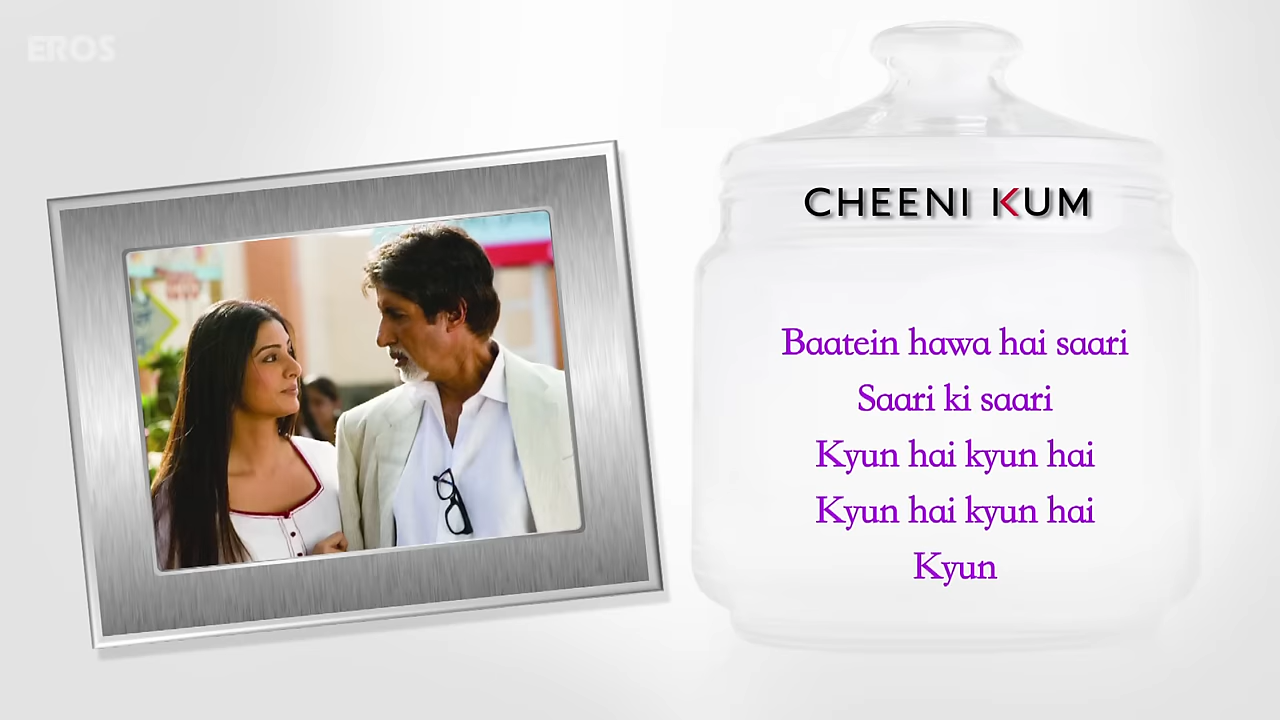 EROS
CHEENI KUM
Baatein hawa hai saari
Saari ki saari
Kyun hai kyun hai
Kyun hai kyun hai
Kyun